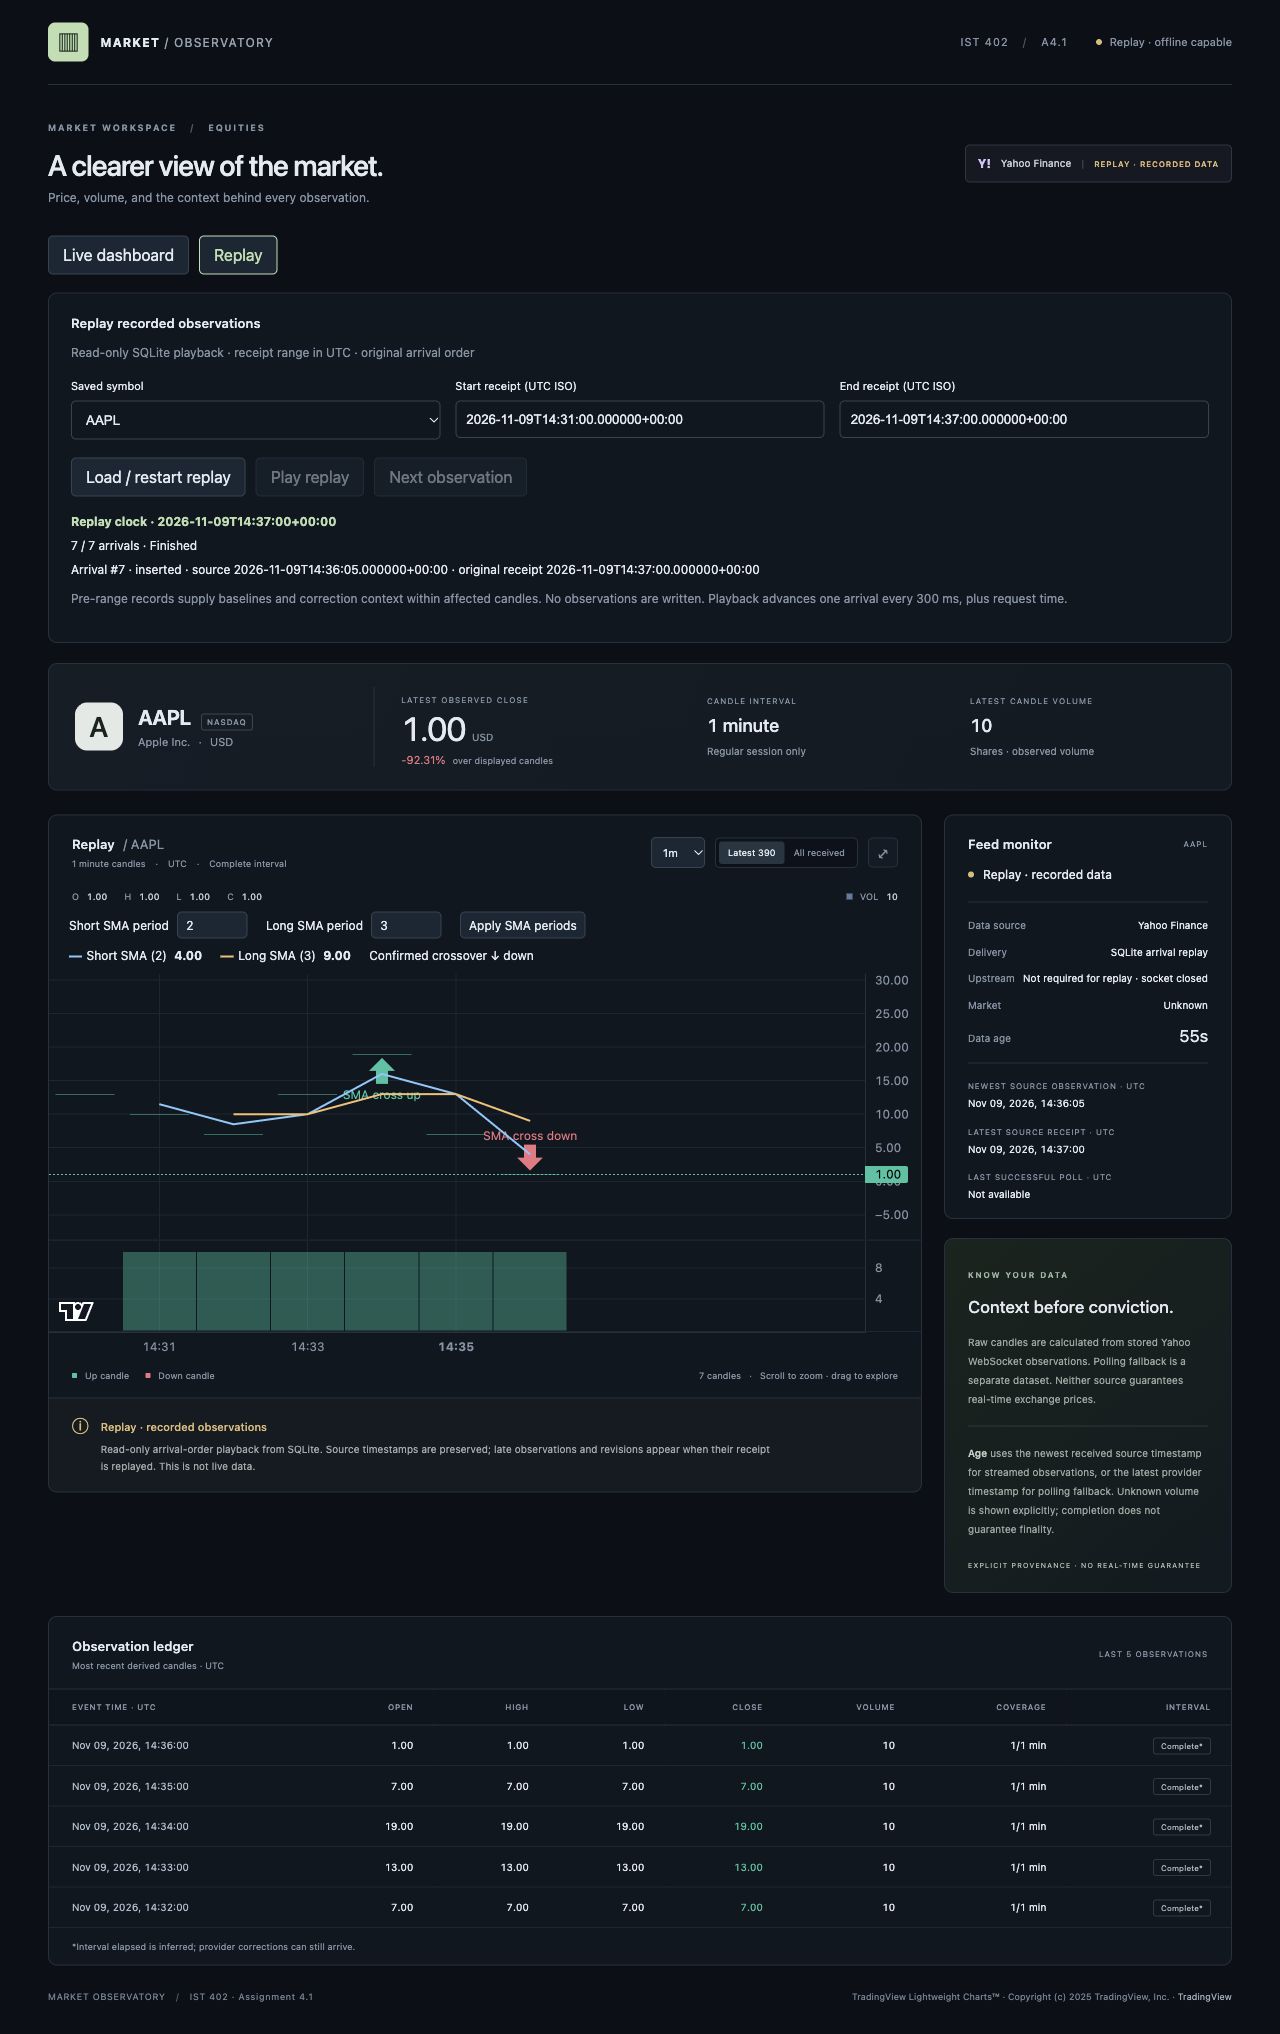 MARKET / OBSERVATORY
IST 402 / A4.1 Replay · offline capable
MARKET WORKSPACE / EQUITIES
A clearer view of the market.
Price, volume, and the context behind every observation.
Y! Yahoo Finance | REPLAY · RECORDED DATA
Live dashboard Replay
Replay recorded observations
Read-only SQLite playback · receipt range in UTC · original arrival order
Saved symbol Start receipt (UTC ISO) End receipt (UTC ISO)
AAPL 2026-11-09T14:31:00.000000+00:00 2026-11-09T14:37:00.000000+00:00
Load / restart replay Play replay Next observation
Replay clock · 2026-11-09T14:37:00+00:00
7 / 7 arrivals · Finished
Arrival #7 · inserted · source 2026-11-09T14:36:05.000000+00:00 · original receipt 2026-11-09T14:37:00.000000+00:00
Pre-range records supply baselines and correction context within affected candles. No observations are written. Playback advances one arrival every 300 ms, plus request time.
A
AAPL NASDAQ
Apple Inc. · USD
LATEST OBSERVED CLOSE
1.00 USD
-92.31% over displayed candles
CANDLE INTERVAL
1 minute
Regular session only
LATEST CANDLE VOLUME
10
Shares · observed volume
Replay / AAPL
1 minute candles · UTC · Complete interval
1m Latest 390 All received
O 1.00 H 1.00 L 1.00 C 1.00 VOL 10
Short SMA period 2 Long SMA period 3 Apply SMA periods
Short SMA (2) 4.00 Long SMA (3) 9.00 Confirmed crossover ↓ down
30.00
25.00
20.00
15.00
10.00
5.00
1.00
0.00
−5.00
8
4
SMA cross up
SMA cross down
14:31 14:33 14:35
Up candle Down candle 7 candles · Scroll to zoom · drag to explore
Replay · recorded observations
Read-only arrival-order playback from SQLite. Source timestamps are preserved; late observations and revisions appear when their receipt
is replayed. This is not live data.
Feed monitor AAPL
Replay · recorded data
Data source Yahoo Finance
Delivery SQLite arrival replay
Upstream Not required for replay · socket closed
Market Unknown
Data age 55s
NEWEST SOURCE OBSERVATION · UTC
Nov 09, 2026, 14:36:05
LATEST SOURCE RECEIPT · UTC
Nov 09, 2026, 14:37:00
LAST SUCCESSFUL POLL · UTC
Not available
KNOW YOUR DATA
Context before conviction.
Raw candles are calculated from stored Yahoo
WebSocket observations. Polling fallback is a
separate dataset. Neither source guarantees
real-time exchange prices.
Age uses the newest received source timestamp
for streamed observations, or the latest provider
timestamp for polling fallback. Unknown volume
is shown explicitly; completion does not
guarantee finality.
EXPLICIT PROVENANCE · NO REAL-TIME GUARANTEE
Observation ledger
Most recent derived candles · UTC
LAST 5 OBSERVATIONS
EVENT TIME · UTC OPEN HIGH LOW CLOSE VOLUME COVERAGE INTERVAL
Nov 09, 2026, 14:36:00 1.00 1.00 1.00 1.00 10 1/1 min Complete*
Nov 09, 2026, 14:35:00 7.00 7.00 7.00 7.00 10 1/1 min Complete*
Nov 09, 2026, 14:34:00 19.00 19.00 19.00 19.00 10 1/1 min Complete*
Nov 09, 2026, 14:33:00 13.00 13.00 13.00 13.00 10 1/1 min Complete*
Nov 09, 2026, 14:32:00 7.00 7.00 7.00 7.00 10 1/1 min Complete*
*Interval elapsed is inferred; provider corrections can still arrive.
MARKET OBSERVATORY / IST 402 · Assignment 4.1
TradingView Lightweight Charts™ · Copyright (c) 2025 TradingView, Inc. · TradingView